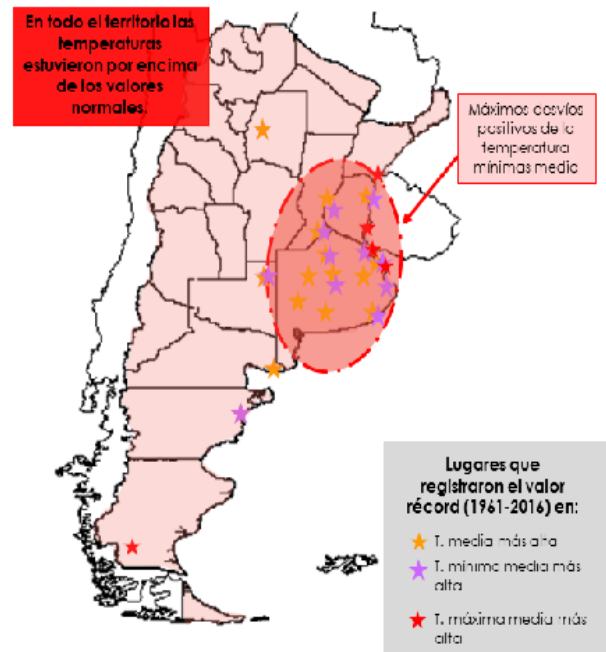 En todo el territorio las
temperaturas
estuvieron por encima
de los valores
normales.
Máximos desvíos
positivos de la
temperatura
mínimas media
Lugares que
registraron el valor
récord (1961-2016) en:
T. media más alta
T. mínima media más
alta
T. máxima media más
alta